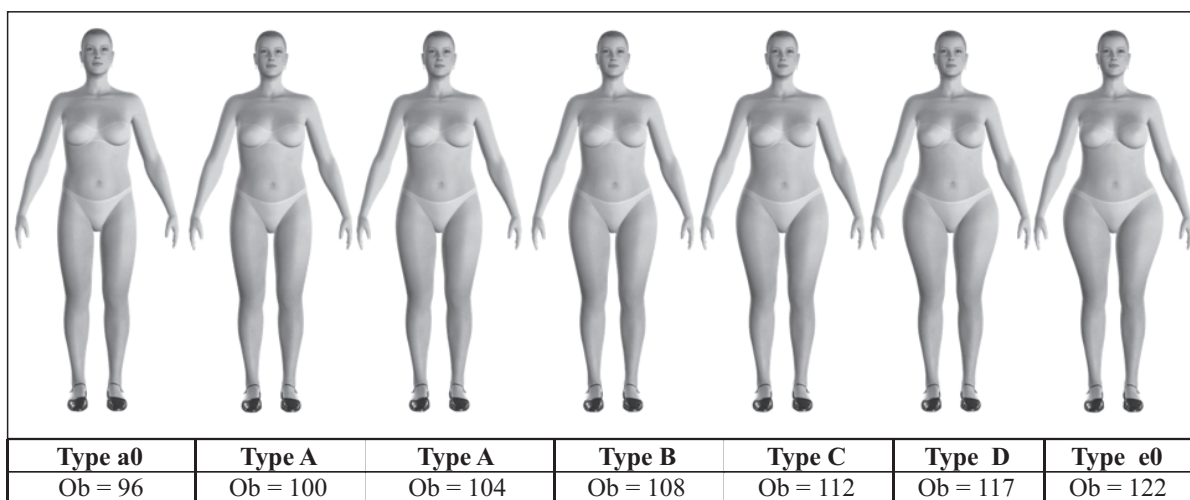 Type a0 Type A Type A Type B Type C Type D Type e0
Ob = 96 Ob = 100 Ob = 104 Ob = 108 Ob = 112 Ob = 117 Ob = 122